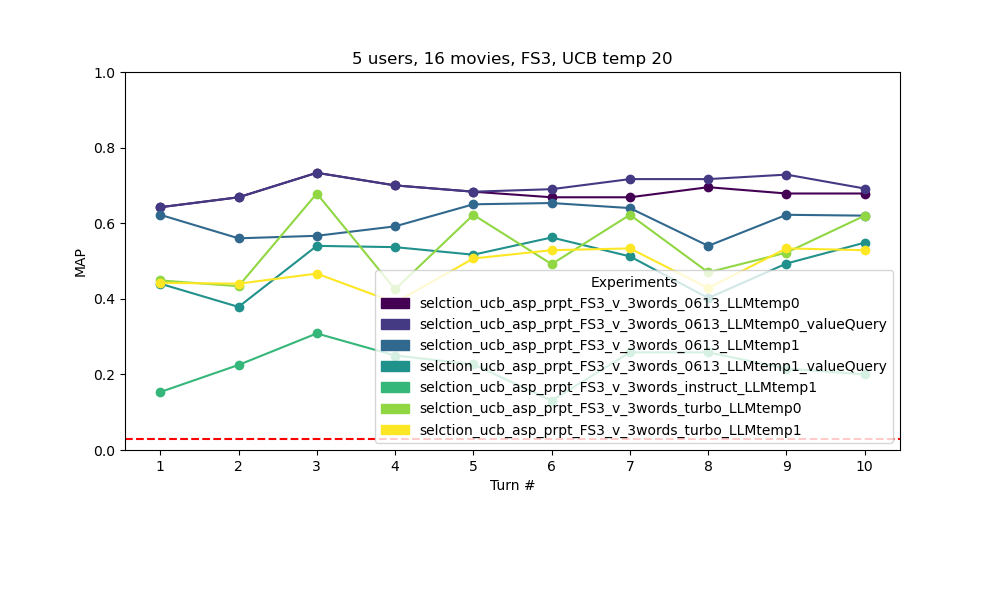 5 users, 16 movies, FS3, UCB temp 20
1.0
0.8
0.6
0.4
0.2
0.0
MAP
Experiments
selction_ucb_asp_prpt_FS3_v_3words_0613_LLMtemp0
selction_ucb_asp_prpt_FS3_v_3words_0613_LLMtemp0_valueQuery
selction_ucb_asp_prpt_FS3_v_3words_0613_LLMtemp1
selction_ucb_asp_prpt_FS3_v_3words_0613_LLMtemp1_valueQuery
selction_ucb_asp_prpt_FS3_v_3words_instruct_LLMtemp1
selction_ucb_asp_prpt_FS3_v_3words_turbo_LLMtemp0
selction_ucb_asp_prpt_FS3_v_3words_turbo_LLMtemp1
1 2 3 4 5 6 7 8 9 10
Turn #